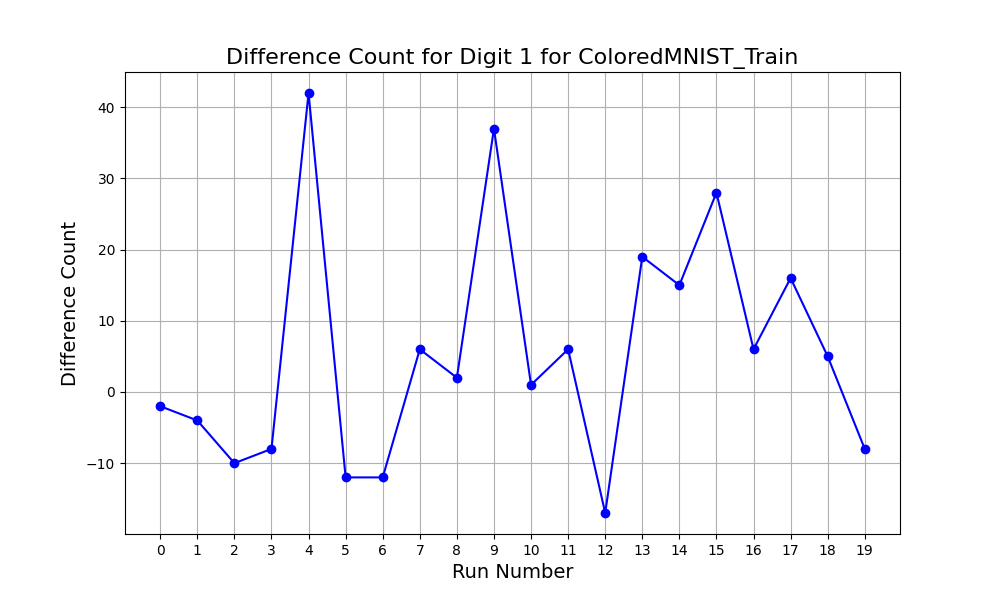 Difference Count for Digit 1 for ColoredMNIST_Train
Difference Count
40
30
20
10
0
−10
0 1 2 3 4 5 6 7 8 9 10 11 12 13 14 15 16 17 18 19
Run Number